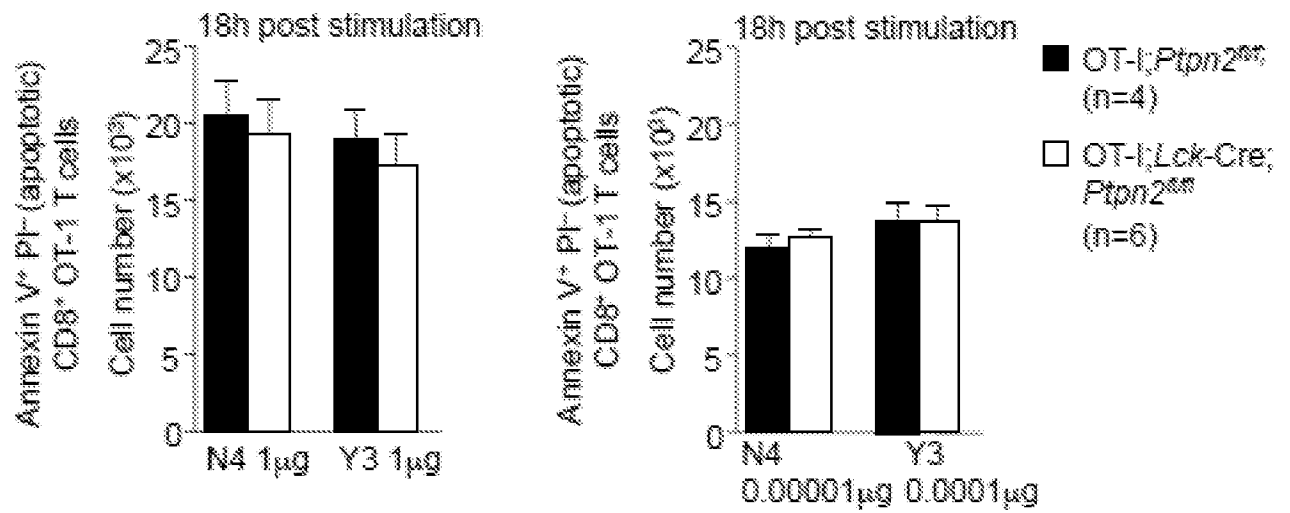 18h post stimulation
Annexin V⁺ PI⁻ (apoptotic)
CD8⁺ OT-1 T cells
Cell number (x10³)
25
20
15
10
5
0
N4 1µg
Y3 1µg
18h post stimulation
Annexin V⁺ PI⁻ (apoptotic)
CD8⁺ OT-1 T cells
Cell number (x10³)
25
20
15
10
5
0
N4
0.00001µg
Y3
0.0001µg
OT-I;Ptpn2fl/fl;
(n=4)
OT-I;Lck-Cre;
Ptpn2fl/fl
(n=6)